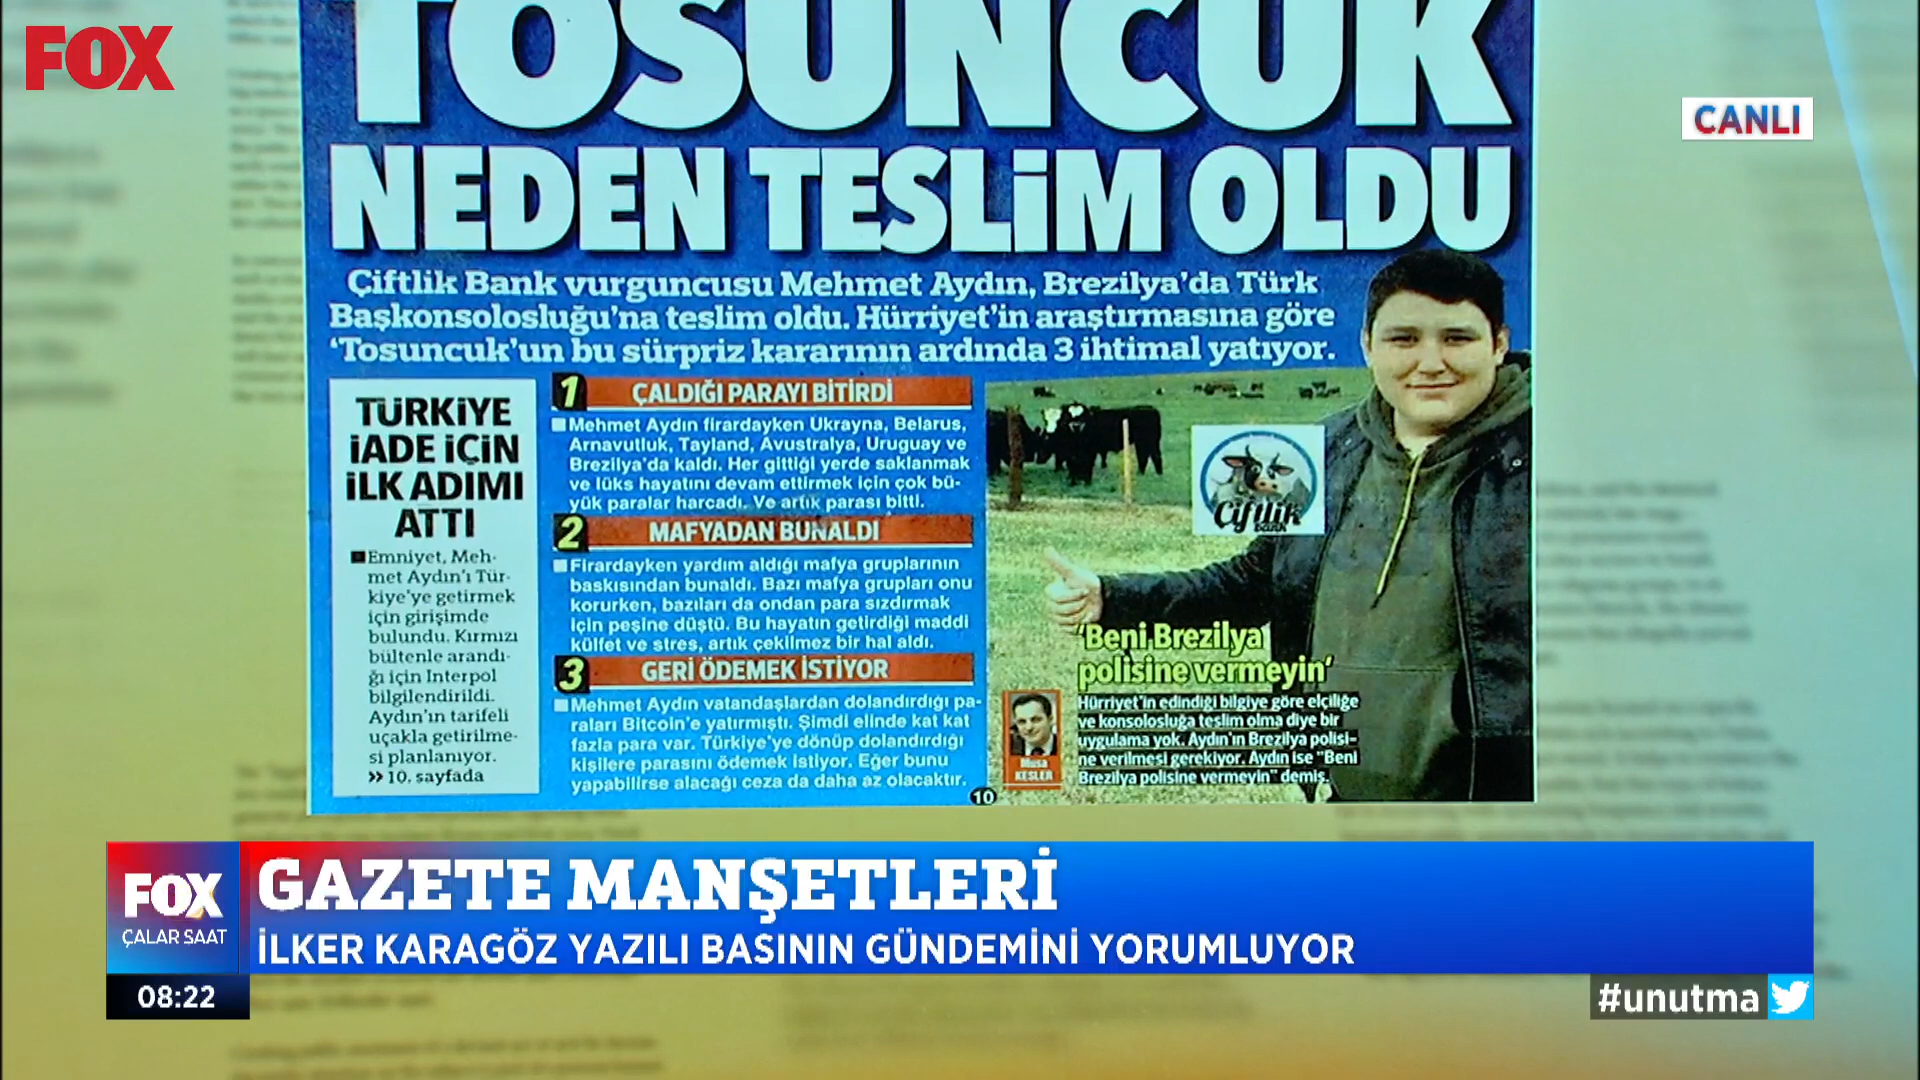 FOX
CANLI
TOSUNCUK
NEDEN TESLİM OLDU
Çiftlik Bank vurguncusu Mehmet Aydın, Brezilya'da Türk
Başkonsolosluğu'na teslim oldu. Hürriyet'in araştırmasına göre
'Tosuncuk'un bu sürpriz kararının ardında 3 ihtimal yatıyor.
TÜRKİYE
İADE İÇİN
İLK ADIMI
ATTI
Emniyet, Meh-
met Aydın'ı Tür-
kiye'ye getirmek
için girişimde
bulundu. Kırmızı
bültenle arandı-
ğı için Interpol
bilgilendirildi.
Aydın'ın tarifeli
uçakla getirilme-
si planlanıyor.
>> 10. sayfada
1 ÇALDIĞI PARAYI BİTİRDİ
Mehmet Aydın firardayken Ukrayna, Belarus,
Arnavutluk, Tayland, Avustralya, Uruguay ve
Brezilya'da kaldı. Her gittiği yerde saklanmak
ve lüks hayatını devam ettirmek için çok bü-
yük paralar harcadı. Ve artık parası bitti.
2 MAFYADAN BUNALDI
Firardayken yardım aldığı mafya gruplarının
baskısından bunaldı. Bazı mafya grupları onu
korurken, bazıları da ondan para sızdırmak
için peşine düştü. Bu hayatın getirdiği maddi
külfet ve stres, artık çekilmez bir hal aldı.
3 GERİ ÖDEMEK İSTİYOR
Mehmet Aydın vatandaşlardan dolandırdığı pa-
raları Bitcoin'e yatırmıştı. Şimdi elinde kat kat
fazla para var. Türkiye'ye dönüp dolandırdığı
kişilere parasını ödemek istiyor. Eğer bunu
yapabilirse alacağı ceza da daha az olacaktır.
10
Çiftlik
BANK
'Beni Brezilya
polisine vermeyin'
Musa
KESLER
Hürriyet'in edindiği bilgiye göre elçiliğe
ve konsolosluğa teslim olma diye bir
uygulama yok. Aydın'ın Brezilya polisi-
ne verilmesi gerekiyor. Aydın ise "Beni
Brezilya polisine vermeyin" demiş.
FOX
ÇALAR SAAT
GAZETE MANŞETLERİ
İLKER KARAGÖZ YAZILI BASININ GÜNDEMİNİ YORUMLUYOR
08:22
#unutma